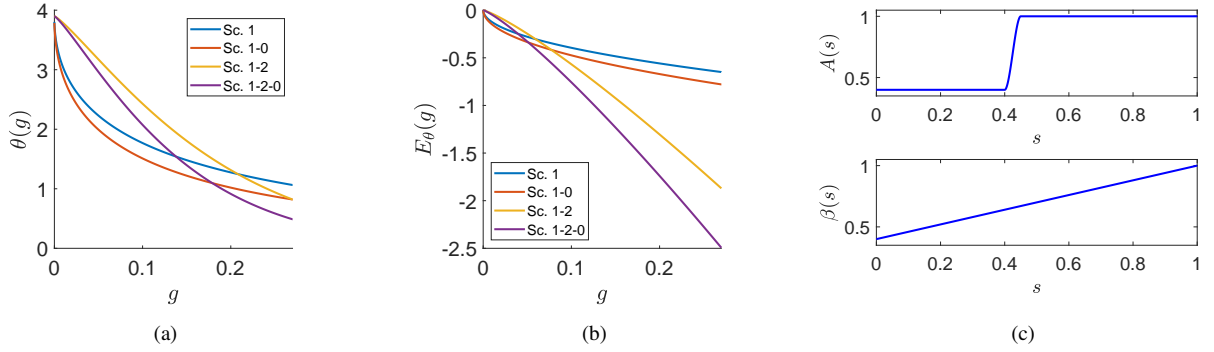 4
3
2
1
0
θ(g)
0
0.1
0.2
g
Sc. 1
Sc. 1-0
Sc. 1-2
Sc. 1-2-0
(a)
0
-0.5
-1
-1.5
-2
-2.5
E_θ(g)
0
0.1
0.2
g
Sc. 1
Sc. 1-0
Sc. 1-2
Sc. 1-2-0
(b)
1
0.5
A(s)
0 0.2 0.4 0.6 0.8 1
s
1
0.5
β(s)
0 0.2 0.4 0.6 0.8 1
s
(c)